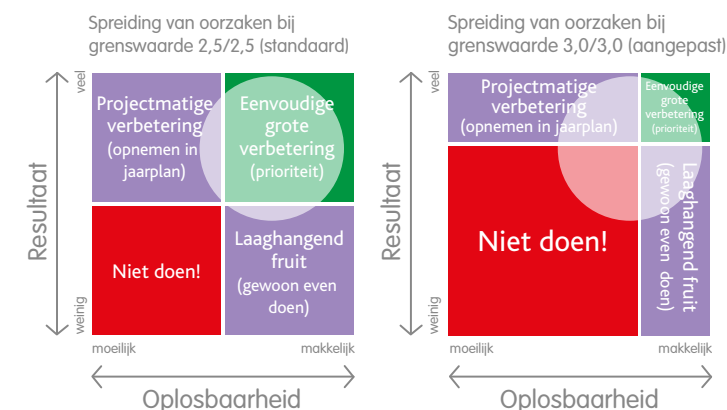 Spreiding van oorzaken bij
grenswaarde 2,5/2,5 (standaard)
veel
Resultaat
weinig
Projectmatige
verbetering
(opnemen in
jaarplan)
Eenvoudige
grote
verbetering
(prioriteit)
Niet doen!
Laaghangend
fruit
(gewoon even
doen)
moeilijk
makkelijk
Oplosbaarheid
Spreiding van oorzaken bij
grenswaarde 3,0/3,0 (aangepast)
veel
Resultaat
weinig
Projectmatige
verbetering
(opnemen in jaarplan)
Eenvoudige
grote
verbetering
(prioriteit)
Niet doen!
Laaghangend fruit
(gewoon even
doen)
moeilijk
makkelijk
Oplosbaarheid